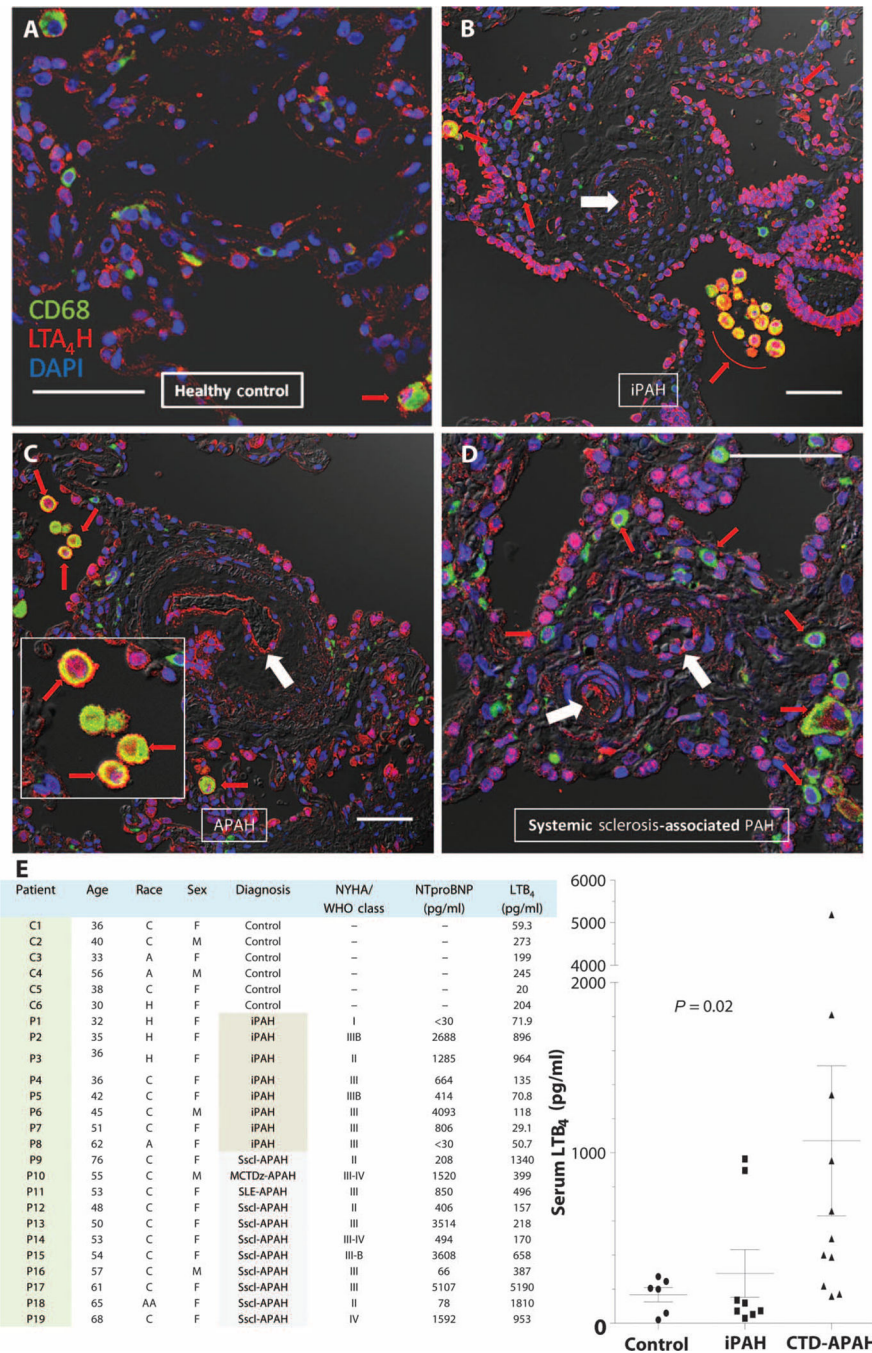 A
CD68
LTA4H
DAPI
Healthy control
B
iPAH
C
APAH
D
Systemic sclerosis-associated PAH
E
Patient Age Race Sex Diagnosis NYHA/ WHO class NTproBNP (pg/ml) LTB4 (pg/ml)
C1 36 C F Control – – 59.3
C2 40 C M Control – – 273
C3 33 A F Control – – 199
C4 56 A M Control – – 245
C5 38 C F Control – – 20
C6 30 H F Control – – 204
P1 32 H F iPAH I <30 71.9
P2 35 H F iPAH IIIB 2688 896
P3 36 H F iPAH II 1285 964
P4 36 C F iPAH III 664 135
P5 42 C F iPAH IIIB 414 70.8
P6 45 C M iPAH III 4093 118
P7 51 C F iPAH III 806 29.1
P8 62 A F iPAH III <30 50.7
P9 76 C F Sscl-APAH II 208 1340
P10 55 C M MCTDz-APAH III-IV 1520 399
P11 53 C F SLE-APAH III 850 496
P12 48 C F Sscl-APAH II 406 157
P13 50 C F Sscl-APAH III 3514 218
P14 53 C F Sscl-APAH III-IV 494 170
P15 54 C F Sscl-APAH III-B 3608 658
P16 57 C M Sscl-APAH III 66 387
P17 61 C F Sscl-APAH III 5107 5190
P18 65 AA F Sscl-APAH II 78 1810
P19 68 C F Sscl-APAH IV 1592 953
Serum LTB4 (pg/ml)
6000
5000
4000
2000
1000
0
P = 0.02
Control iPAH CTD-APAH